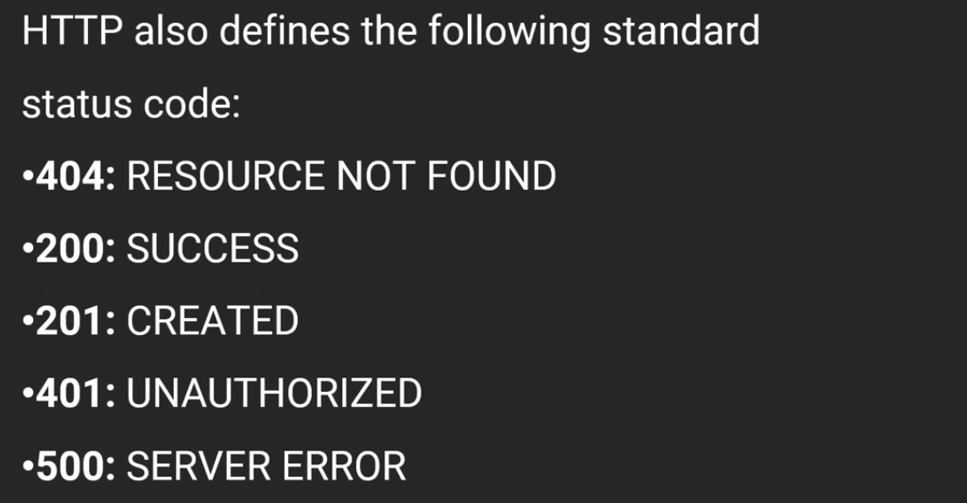 HTTP also defines the following standard
status code:
•404: RESOURCE NOT FOUND
•200: SUCCESS
•201: CREATED
•401: UNAUTHORIZED
•500: SERVER ERROR